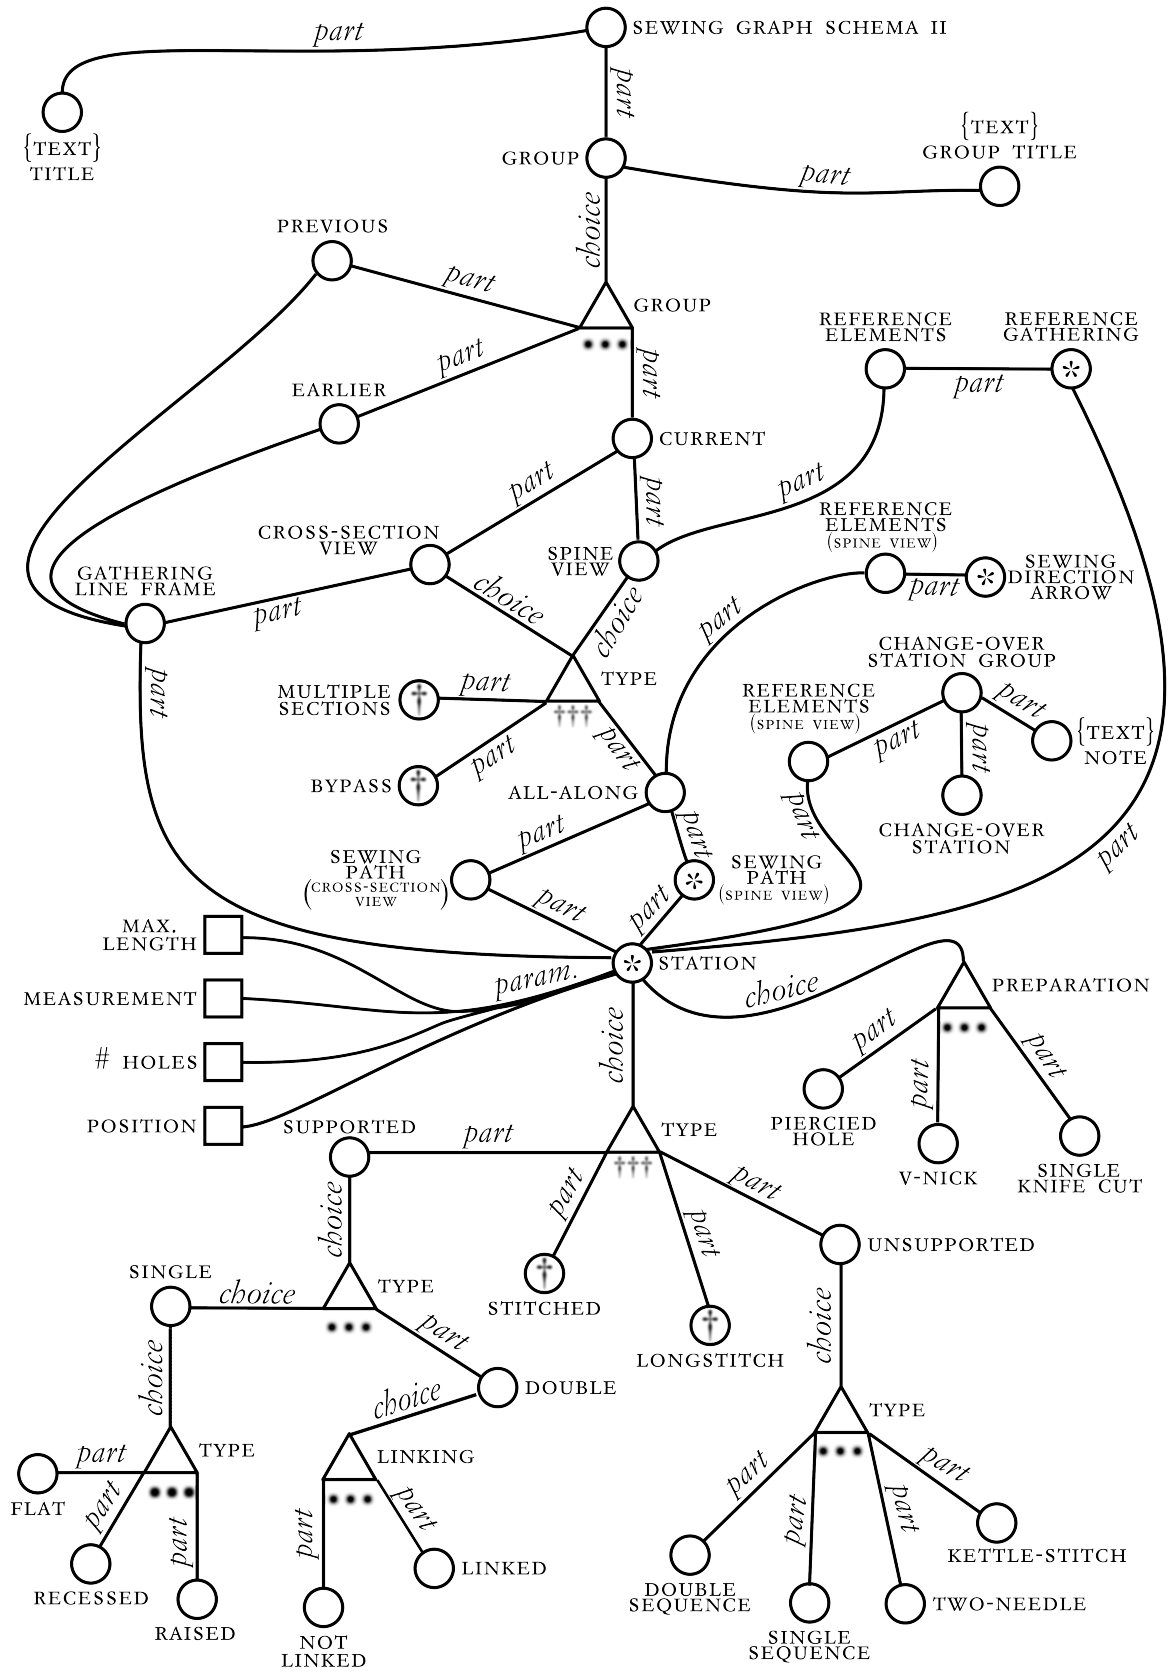 part
SEWING GRAPH SCHEMA II
part
{TEXT}
TITLE
{TEXT}
GROUP TITLE
GROUP
part
choice
PREVIOUS
part
GROUP
•••
part
part
EARLIER
REFERENCE
ELEMENTS
REFERENCE
GATHERING
*
part
CURRENT
part
part
part
CROSS-SECTION
VIEW
SPINE
VIEW
REFERENCE
ELEMENTS
(SPINE VIEW)
*
SEWING
DIRECTION
ARROW
part
GATHERING
LINE FRAME
part
choice
choice
part
part
CHANGE-OVER
STATION GROUP
part
MULTIPLE
SECTIONS
†
part
TYPE
†††
REFERENCE
ELEMENTS
(SPINE VIEW)
part
part
{TEXT}
NOTE
BYPASS
†
part
part
ALL-ALONG
part
CHANGE-OVER
STATION
part
part
part
SEWING
PATH
(CROSS-SECTION
VIEW)
*
SEWING
PATH
(SPINE VIEW)
part
part
MAX.
LENGTH
param.
*
STATION
choice
PREPARATION
•••
MEASUREMENT
# HOLES
POSITION
choice
part
part
part
PIERCIED
HOLE
V-NICK
SINGLE
KNIFE CUT
SUPPORTED
part
TYPE
†††
part
part
part
choice
†
STITCHED
†
LONGSTITCH
UNSUPPORTED
SINGLE
choice
TYPE
•••
part
choice
choice
choice
DOUBLE
part
TYPE
•••
FLAT
part
part
RECESSED
RAISED
LINKING
•••
part
part
LINKED
NOT
LINKED
TYPE
•••
part
part
part
part
DOUBLE
SEQUENCE
SINGLE
SEQUENCE
TWO-NEEDLE
KETTLE-STITCH